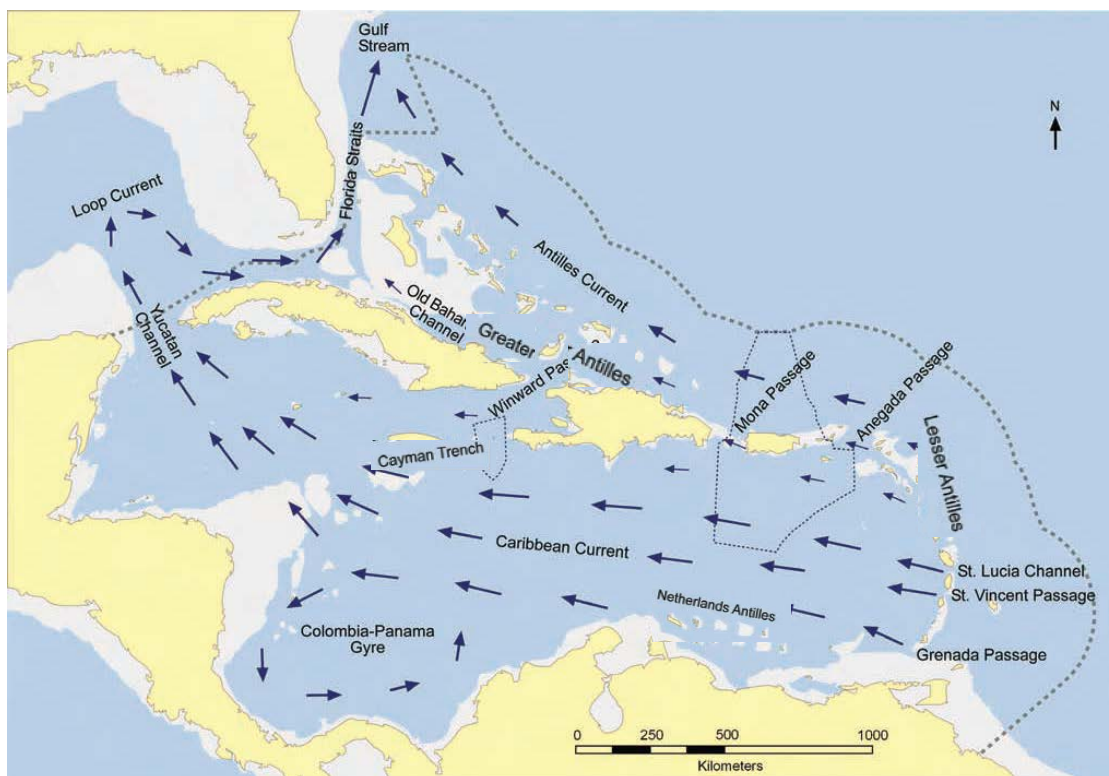 Gulf
Stream
N
Florida Straits
Loop Current
Antilles Current
Old Bahar
Channel
Yucatan
Channel
Greater
Antilles
Winward Pas
Mona Passage
Anegada Passage
Lesser Antilles
Cayman Trench
Caribbean Current
St. Lucia Channel
St. Vincent Passage
Netherlands Antilles
Grenada Passage
Colombia-Panama
Gyre
0 250 500 1000
Kilometers